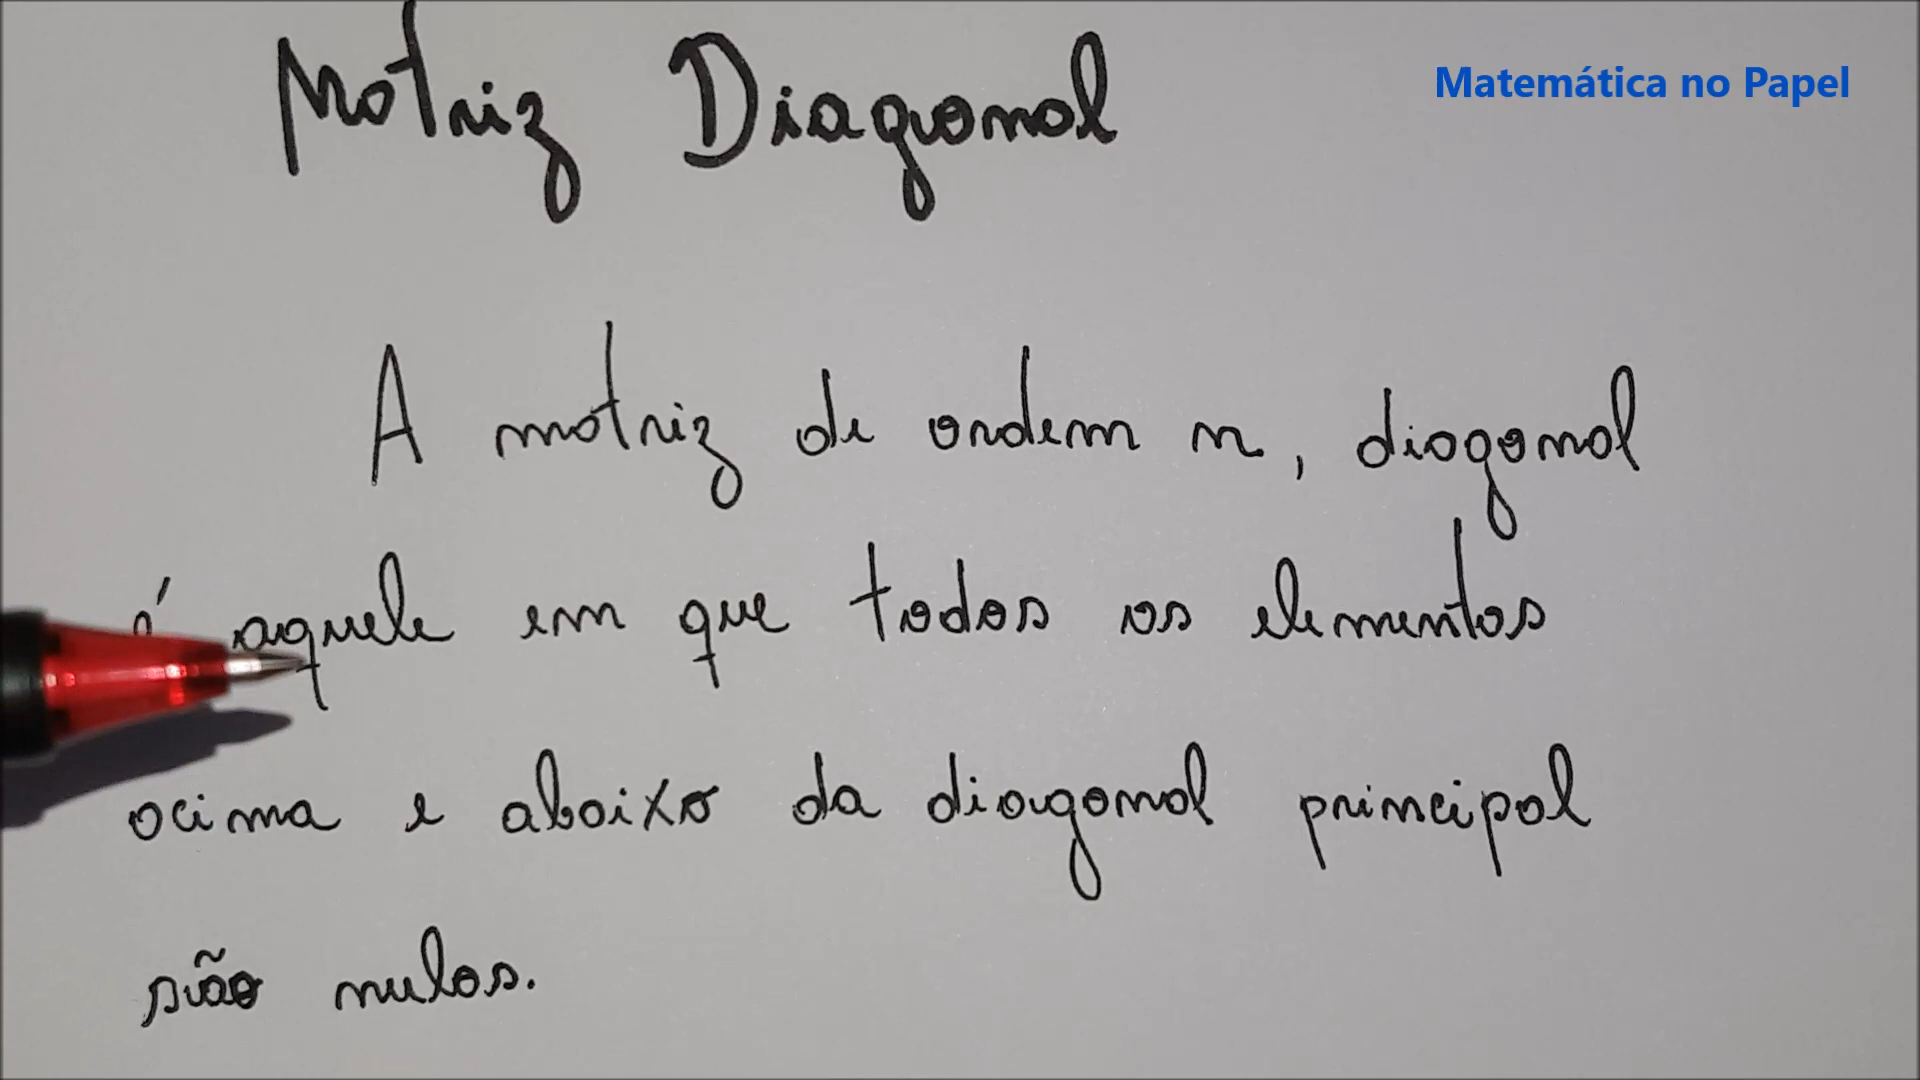 Matriz Diagonal
Matemática no Papel
A matriz de ordem n, diagonal
é aquele em que todos os elementos
acima e abaixo da diagonal principal
são nulos.